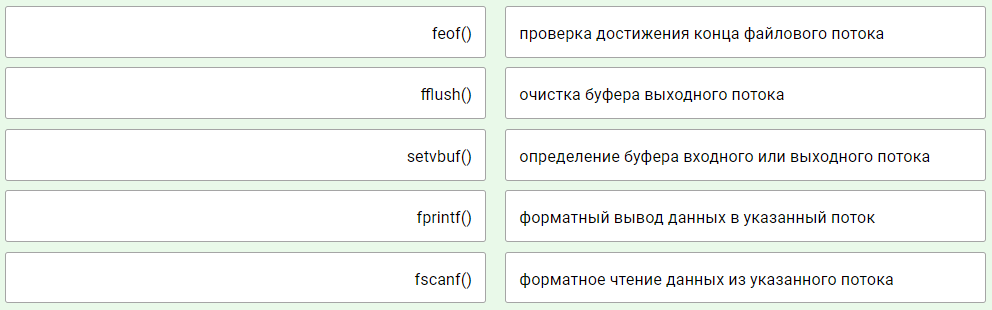 feof() проверка достижения конца файлового потока
fflush() очистка буфера выходного потока
setvbuf() определение буфера входного или выходного потока
fprintf() форматный вывод данных в указанный поток
fscanf() форматное чтение данных из указанного потока